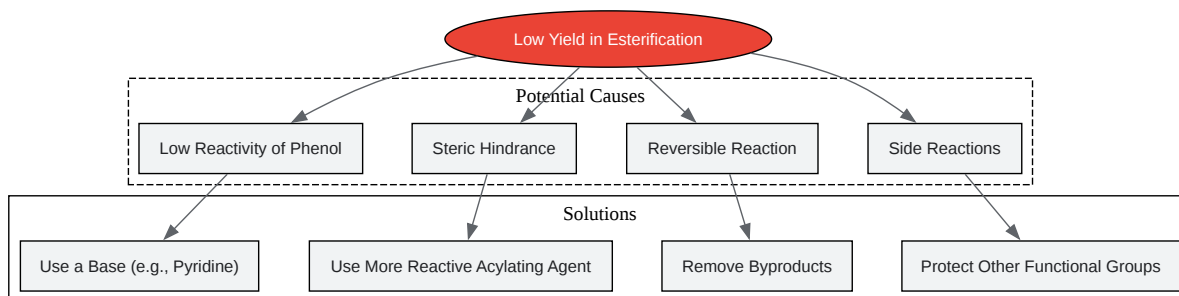 Low Yield in Esterification
Potential Causes
Low Reactivity of Phenol
Steric Hindrance
Reversible Reaction
Side Reactions
Solutions
Use a Base (e.g., Pyridine)
Use More Reactive Acylating Agent
Remove Byproducts
Protect Other Functional Groups